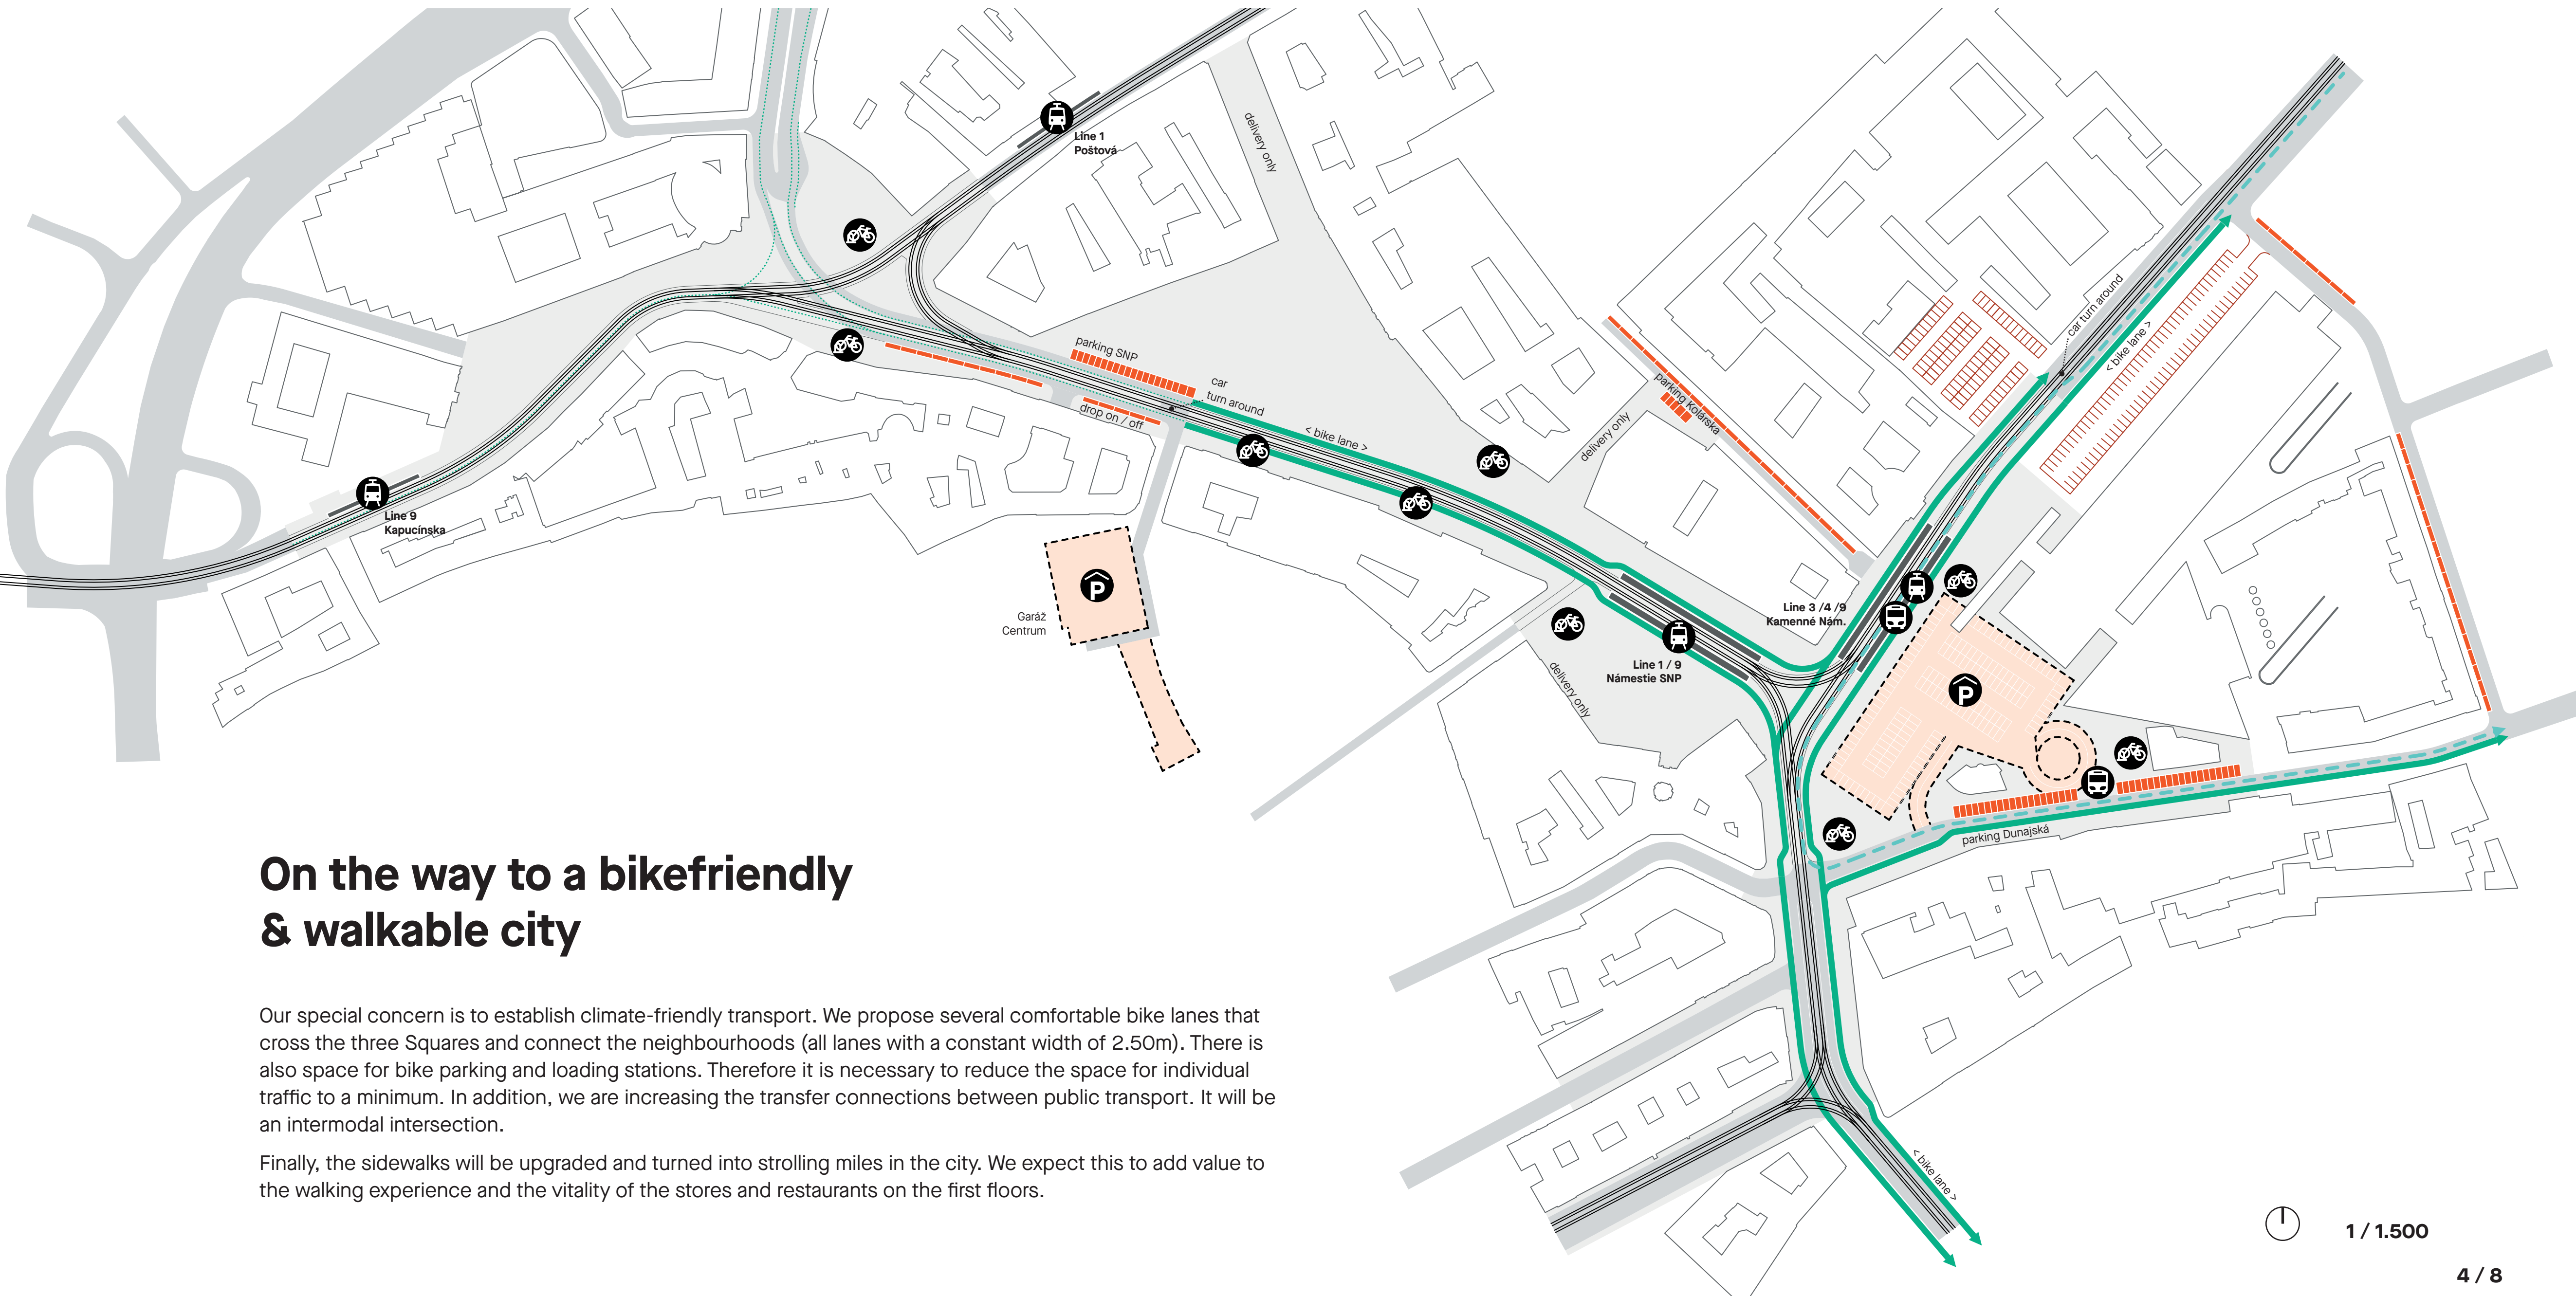 Line 1
Poštová
delivery only
parking SNP
car
turn around
drop on / off
< bike lane >
delivery only
parking Kolárska
car turn around
< bike lane >
Line 9
Kapucínska
P
Garáž
Centrum
Line 3 /4 /9
Kamenné Nám.
Line 1 / 9
Námestie SNP
delivery only
P
parking Dunajská
On the way to a bikefriendly
& walkable city
Our special concern is to establish climate-friendly transport. We propose several comfortable bike lanes that
cross the three Squares and connect the neighbourhoods (all lanes with a constant width of 2.50m). There is
also space for bike parking and loading stations. Therefore it is necessary to reduce the space for individual
traffic to a minimum. In addition, we are increasing the transfer connections between public transport. It will be
an intermodal intersection.
Finally, the sidewalks will be upgraded and turned into strolling miles in the city. We expect this to add value to
the walking experience and the vitality of the stores and restaurants on the first floors.
< bike lane >
1 / 1.500
4 / 8